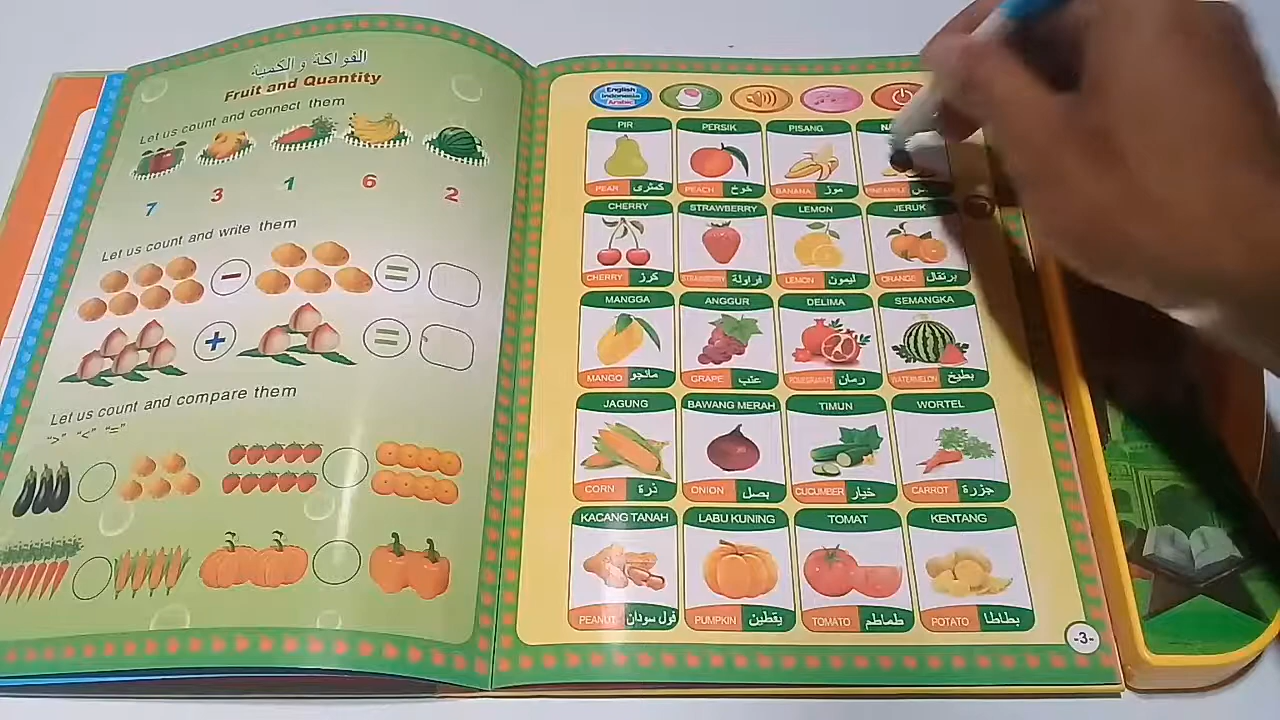 الفواكة والكمية
Fruit and Quantity
Let us count and connect them
7 3 1 6 2
Let us count and write them
- =
+ =
Let us count and compare them
">" "<" "="
English
Indonesia
Arabic
PIR PERSIK PISANG
PEAR كمثرى PEACH خوخ BANANA موز PINEAPPLE
CHERRY STRAWBERRY LEMON JERUK
CHERRY كرز STRAWBERRY فراولة LEMON ليمون ORANGE برتقال
MANGGA ANGGUR DELIMA SEMANGKA
MANGO مانجو GRAPE عنب POMEGRANATE رمان WATERMELON بطيخ
JAGUNG BAWANG MERAH TIMUN WORTEL
CORN ذرة ONION بصل CUCUMBER خيار CARROT جزرة
KACANG TANAH LABU KUNING TOMAT KENTANG
PEANUT فول سودان PUMPKIN يقطين TOMATO طماطم POTATO بطاطا
-3-